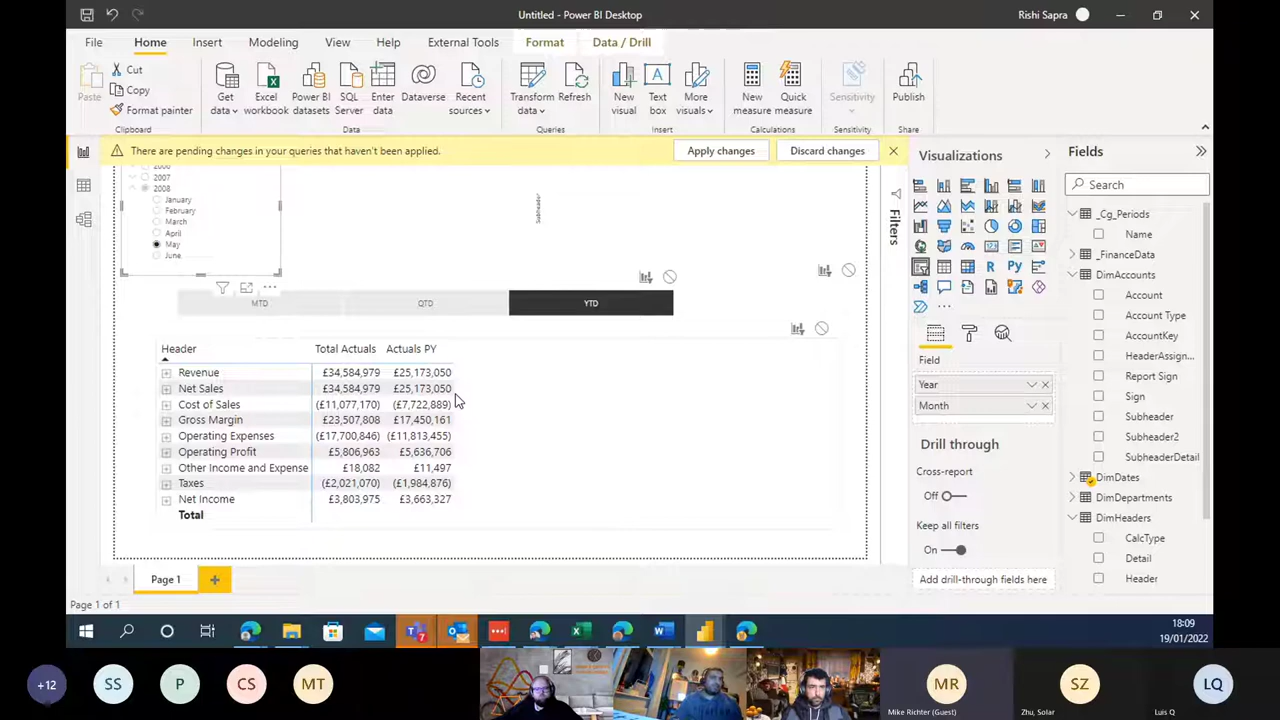 Untitled - Power BI Desktop
Rishi Sapra
File
Home
Insert
Modeling
View
Help
External Tools
Format
Data / Drill
Paste
Cut
Copy
Format painter
Clipboard
Get data
Excel workbook
Power BI datasets
SQL Server
Enter data
Dataverse
Recent sources
Data
Transform data
Refresh
Queries
New visual
Text box
More visuals
Insert
New measure
Quick measure
Calculations
Sensitivity
Sensitivity
Publish
Share
There are pending changes in your queries that haven't been applied.
Apply changes
Discard changes
2007
2008
January
February
March
April
May
June
Subheader
MTD
QTD
YTD
Header Total Actuals Actuals PY
Revenue £34,584,979 £25,173,050
Net Sales £34,584,979 £25,173,050
Cost of Sales (£11,077,170) (£7,722,889)
Gross Margin £23,507,808 £17,450,161
Operating Expenses (£17,700,846) (£11,813,455)
Operating Profit £5,806,963 £5,636,706
Other Income and Expense £18,082 £11,497
Taxes (£2,021,070) (£1,984,876)
Net Income £3,803,975 £3,663,327
Total
Filters
Visualizations
R
Py
Field
Year
Month
Drill through
Cross-report
Off
Keep all filters
On
Add drill-through fields here
Fields
Search
_Cg_Periods
Name
_FinanceData
DimAccounts
Account
Account Type
AccountKey
HeaderAssign...
Report Sign
Sign
Subheader
Subheader2
SubheaderDetail
DimDates
DimDepartments
DimHeaders
CalcType
Detail
Header
Page 1
Page 1 of 1
7
18:09
19/01/2022
+12
SS
P
CS
MT
MR
Mike Richter (Guest)
SZ
Zhu, Solar
LQ
Luis Q